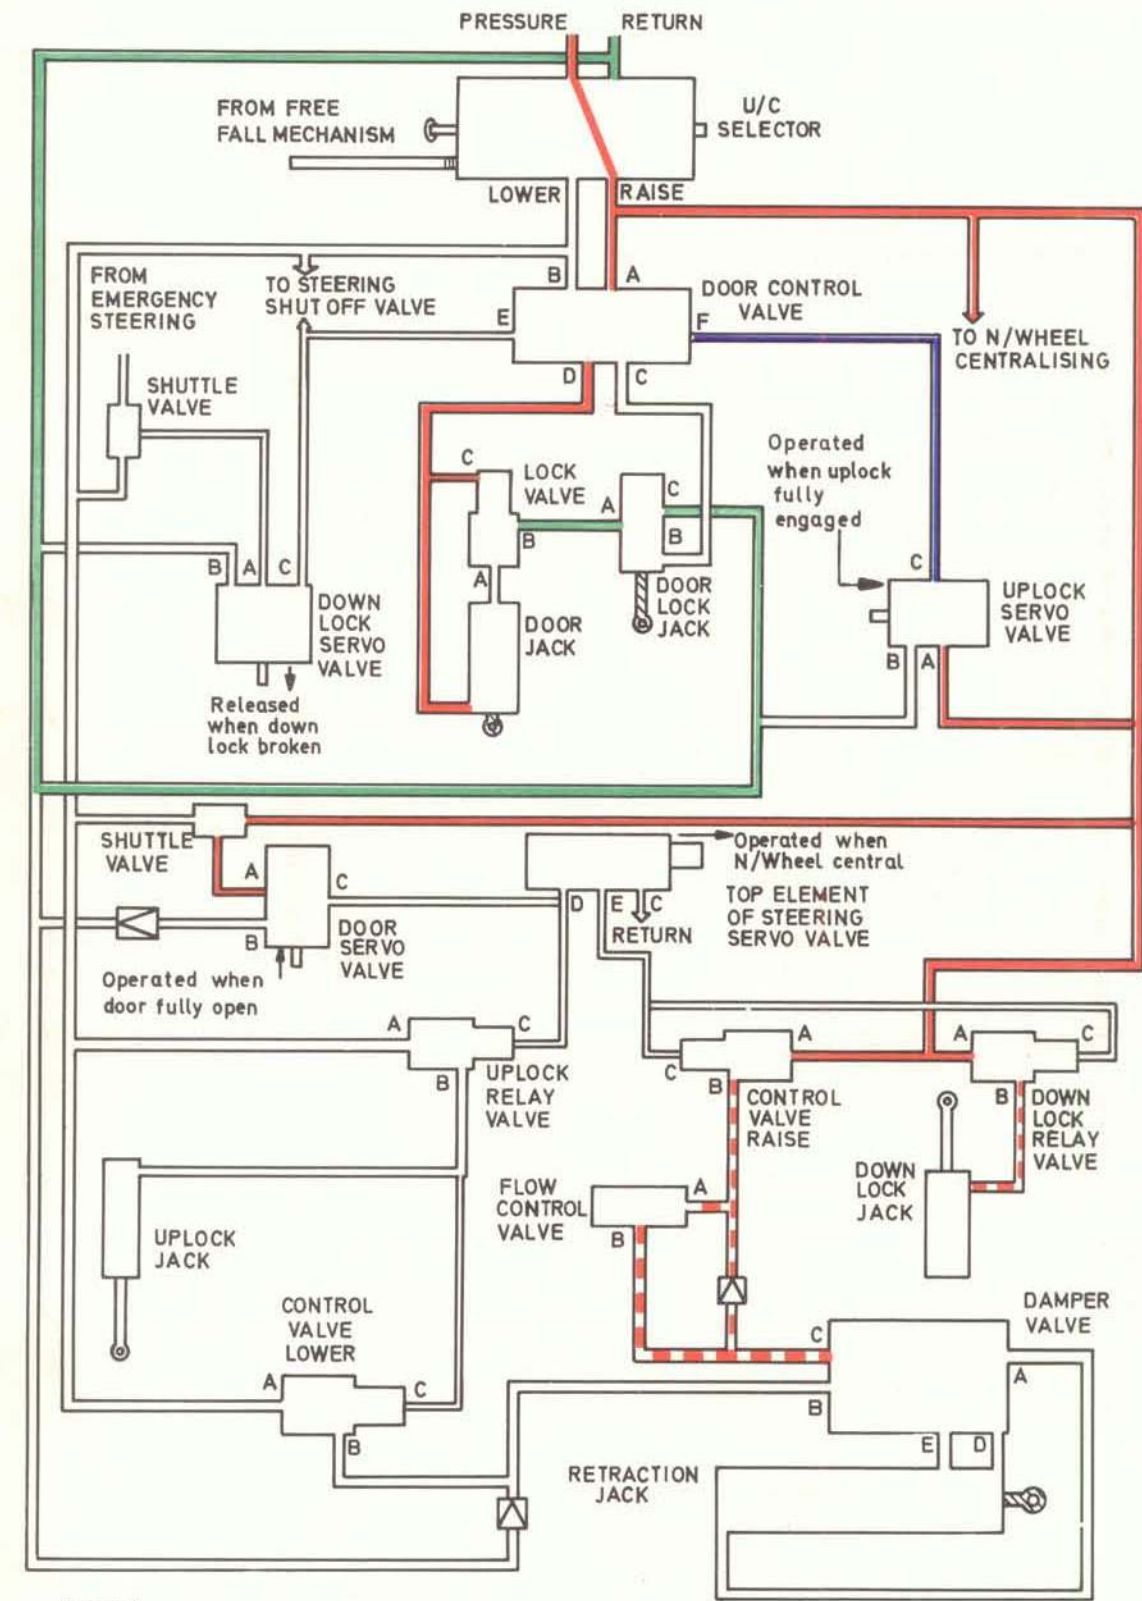 PRESSURE
RETURN
FROM FREE
FALL MECHANISM
U/C
SELECTOR
LOWER
RAISE
FROM
EMERGENCY
STEERING
TO STEERING
SHUT OFF VALVE
B
A
E
DOOR CONTROL
VALVE
F
TO N/WHEEL
CENTRALISING
D
C
SHUTTLE
VALVE
C
LOCK
VALVE
A
C
B
B
Operated
when uplock
fully
engaged
C
B
A
C
DOWN
LOCK
SERVO
VALVE
A
DOOR
JACK
DOOR
LOCK
JACK
UPLOCK
SERVO
VALVE
B
A
Released
when down
lock broken
SHUTTLE
VALVE
A
C
B
DOOR
SERVO
VALVE
Operated when
door fully open
Operated when
N/Wheel central
D
E
C
RETURN
TOP ELEMENT
OF STEERING
SERVO VALVE
A
C
B
UPLOCK
RELAY
VALVE
C
A
B
CONTROL
VALVE
RAISE
A
C
B
DOWN
LOCK
RELAY
VALVE
FLOW
CONTROL
VALVE
A
B
DOWN
LOCK
JACK
UPLOCK
JACK
CONTROL
VALVE
LOWER
A
C
B
DAMPER
VALVE
C
A
B
E
D
RETRACTION
JACK